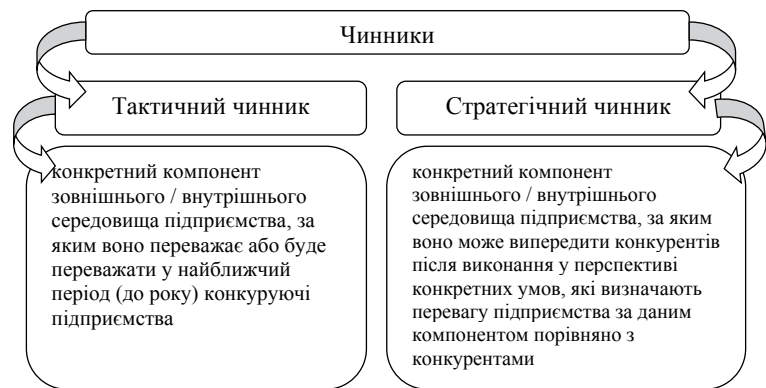 Чинники
Тактичний чинник
Стратегічний чинник
конкретний компонент
зовнішнього / внутрішнього
середовища підприємства, за
яким воно переважає або буде
переважати у найближчий
період (до року) конкуруючі
підприємства
конкретний компонент
зовнішнього / внутрішнього
середовища підприємства, за яким
воно може випередити конкурентів
після виконання у перспективі
конкретних умов, які визначають
перевагу підприємства за даним
компонентом порівняно з
конкурентами